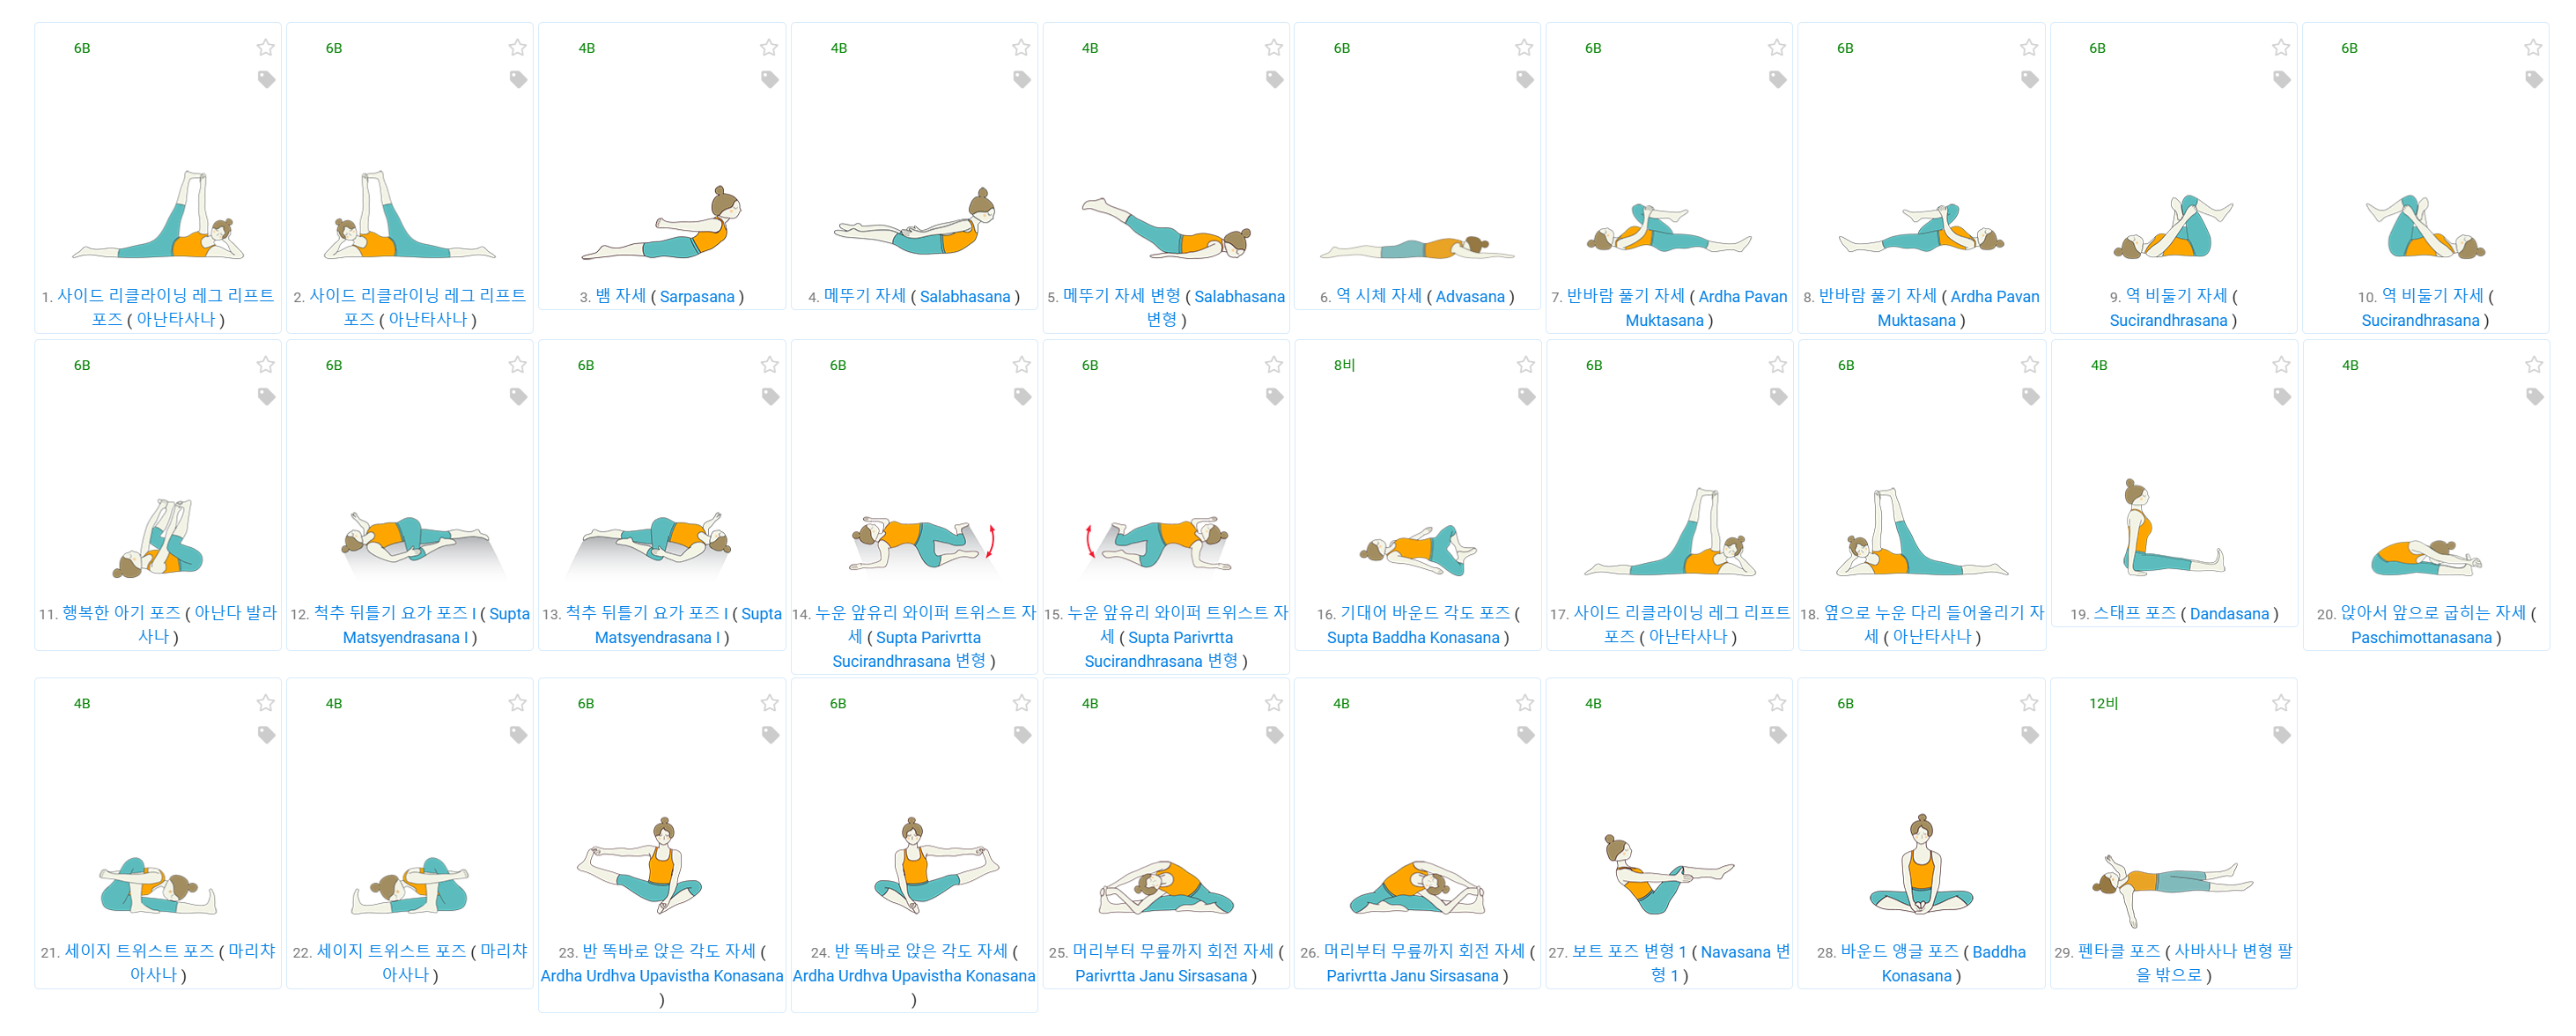 6B
6B
4B
4B
4B
6B
6B
6B
6B
6B
1. 사이드 리클라이닝 레그 리프트
포즈 ( 아난타사나 )
2. 사이드 리클라이닝 레그 리프트
포즈 ( 아난타사나 )
3. 뱀 자세 ( Sarpasana )
4. 메뚜기 자세 ( Salabhasana )
5. 메뚜기 자세 변형 ( Salabhasana
변형 )
6. 역 시체 자세 ( Advasana )
7. 반바람 풀기 자세 ( Ardha Pavan
Muktasana )
8. 반바람 풀기 자세 ( Ardha Pavan
Muktasana )
9. 역 비둘기 자세 (
Sucirandhrasana )
10. 역 비둘기 자세 (
Sucirandhrasana )
6B
6B
6B
6B
6B
8비
6B
6B
4B
4B
11. 행복한 아기 포즈 ( 아난다 발라
사나 )
12. 척추 뒤틀기 요가 포즈 I ( Supta
Matsyendrasana I )
13. 척추 뒤틀기 요가 포즈 I ( Supta
Matsyendrasana I )
14. 누운 앞유리 와이퍼 트위스트 자
세 ( Supta Parivrtta
Sucirandhrasana 변형 )
15. 누운 앞유리 와이퍼 트위스트 자
세 ( Supta Parivrtta
Sucirandhrasana 변형 )
16. 기대어 바운드 각도 포즈 (
Supta Baddha Konasana )
17. 사이드 리클라이닝 레그 리프트
포즈 ( 아난타사나 )
18. 옆으로 누운 다리 들어올리기 자
세 ( 아난타사나 )
19. 스태프 포즈 ( Dandasana )
20. 앉아서 앞으로 굽히는 자세 (
Paschimottanasana )
4B
4B
6B
6B
4B
4B
4B
6B
12비
21. 세이지 트위스트 포즈 ( 마리챠
아사나 )
22. 세이지 트위스트 포즈 ( 마리챠
아사나 )
23. 반 똑바로 앉은 각도 자세 (
Ardha Urdhva Upavistha Konasana
)
24. 반 똑바로 앉은 각도 자세 (
Ardha Urdhva Upavistha Konasana
)
25. 머리부터 무릎까지 회전 자세 (
Parivrtta Janu Sirsasana )
26. 머리부터 무릎까지 회전 자세 (
Parivrtta Janu Sirsasana )
27. 보트 포즈 변형 1 ( Navasana 변
형 1 )
28. 바운드 앵글 포즈 ( Baddha
Konasana )
29. 펜타클 포즈 ( 사바사나 변형 팔
을 밖으로 )